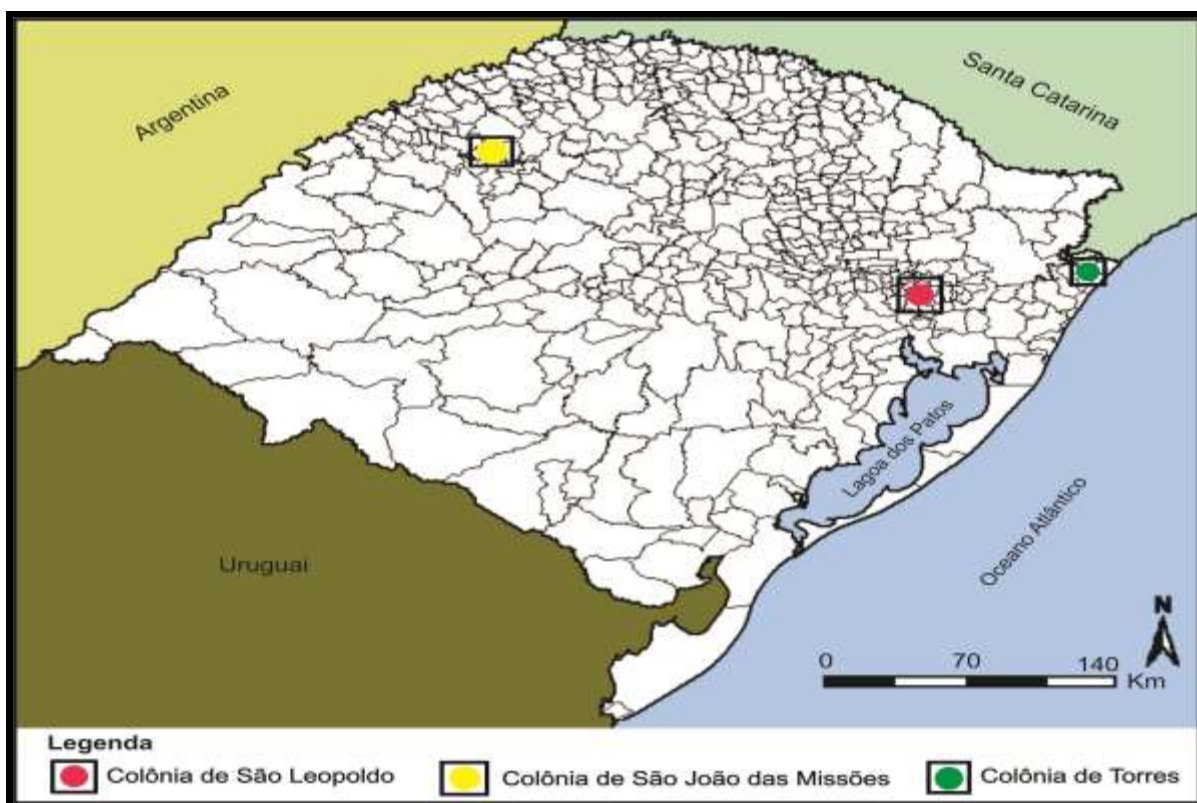 Argentina
Santa Catarina
Lagoa dos Patos
Oceano Atlântico
Uruguai
N
0 70 140
Km
Legenda
Colônia de São Leopoldo Colônia de São João das Missões Colônia de Torres